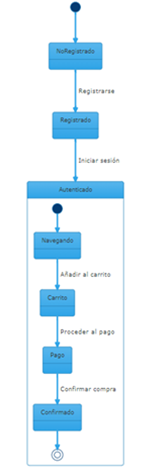 NoRegistrado
Registrarse
Registrado
Iniciar sesión
Autenticado
Navegando
Añadir al carrito
Carrito
Proceder al pago
Pago
Confirmar compra
Confirmado